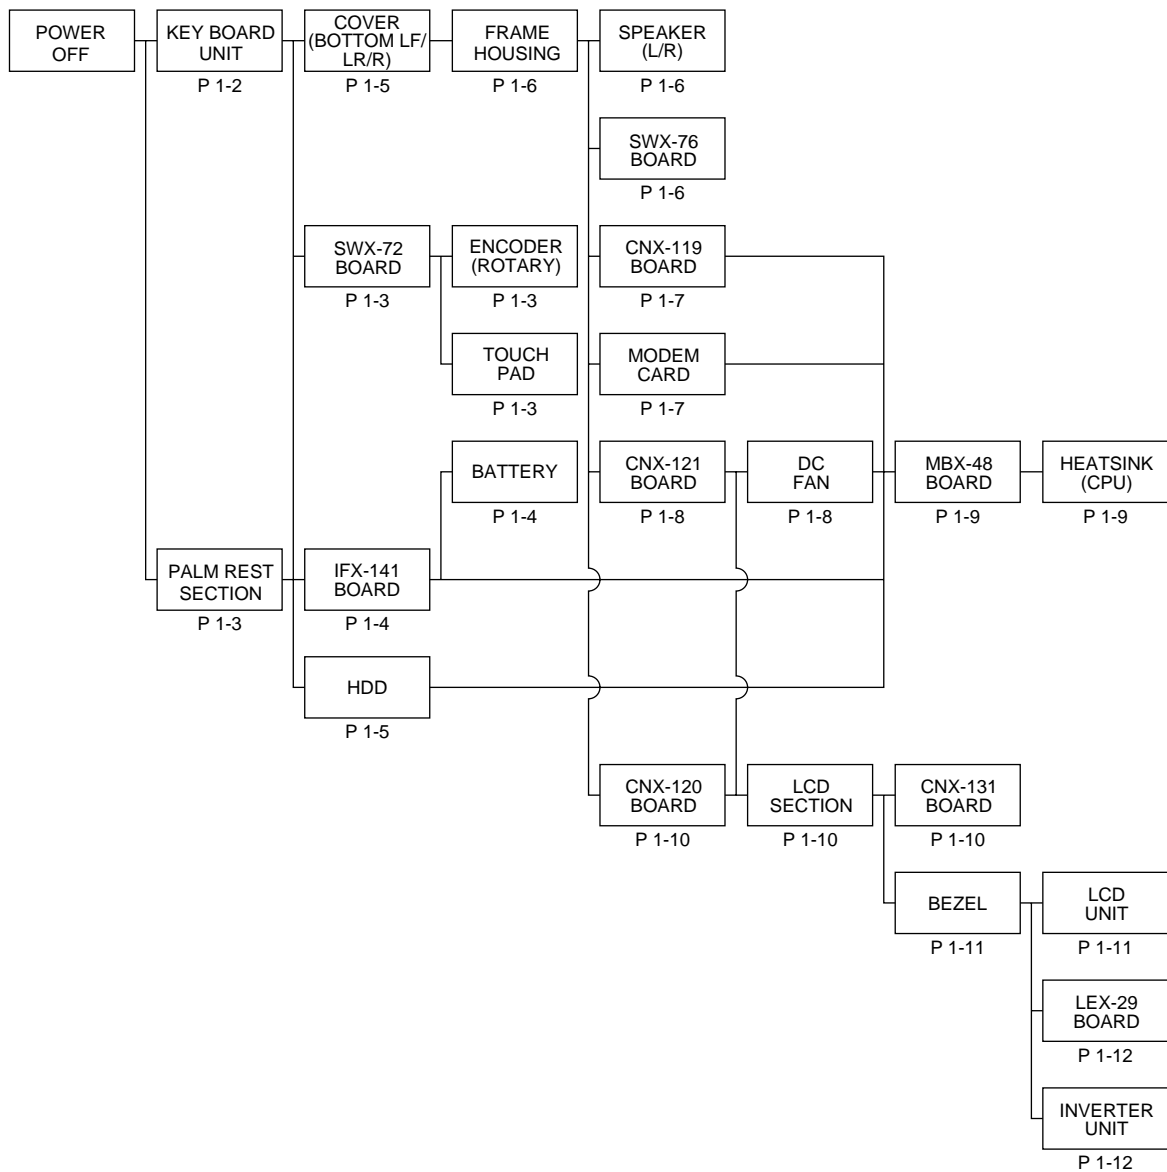 POWER
OFF
KEY BOARD
UNIT
P 1-2
COVER
(BOTTOM LF/
LR/R)
P 1-5
FRAME
HOUSING
P 1-6
SPEAKER
(L/R)
P 1-6
SWX-76
BOARD
P 1-6
SWX-72
BOARD
P 1-3
ENCODER
(ROTARY)
P 1-3
CNX-119
BOARD
P 1-7
TOUCH
PAD
P 1-3
MODEM
CARD
P 1-7
BATTERY
P 1-4
CNX-121
BOARD
P 1-8
DC
FAN
P 1-8
MBX-48
BOARD
P 1-9
HEATSINK
(CPU)
P 1-9
PALM REST
SECTION
P 1-3
IFX-141
BOARD
P 1-4
HDD
P 1-5
CNX-120
BOARD
P 1-10
LCD
SECTION
P 1-10
CNX-131
BOARD
P 1-10
BEZEL
P 1-11
LCD
UNIT
P 1-11
LEX-29
BOARD
P 1-12
INVERTER
UNIT
P 1-12